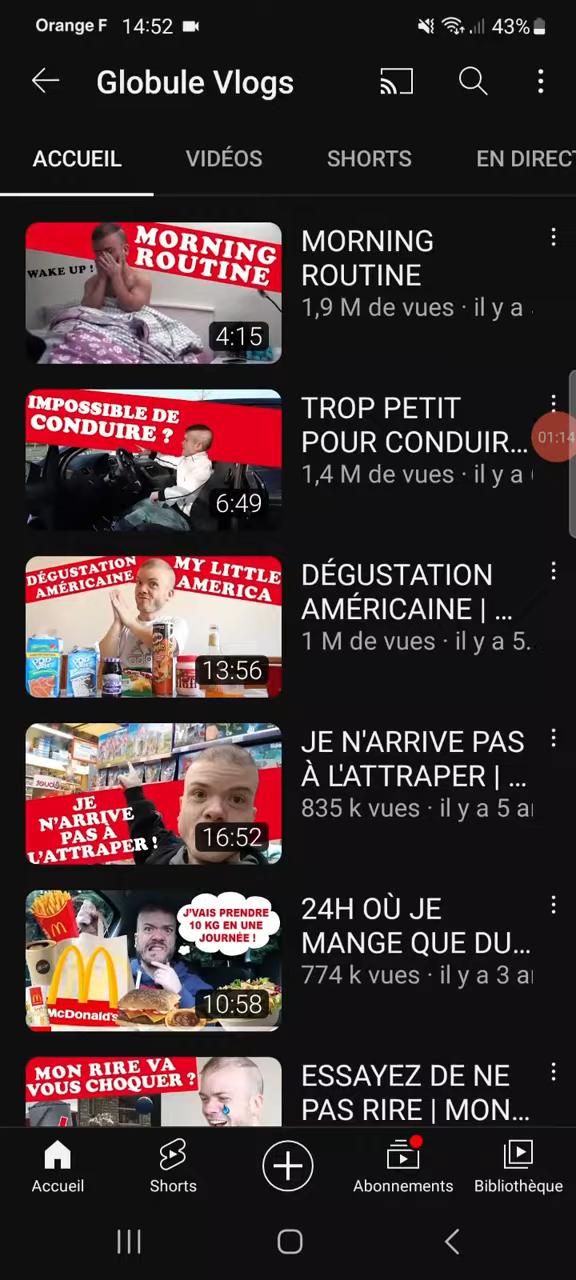 Orange F 14:52 43%
Globule Vlogs
ACCUEIL VIDÉOS SHORTS EN DIRECT
MORNING
ROUTINE
WAKE UP !
4:15
MORNING
ROUTINE
1,9 M de vues · il y a
IMPOSSIBLE DE
CONDUIRE ?
6:49
TROP PETIT
POUR CONDUIR...
1,4 M de vues · il y a
01:14
DÉGUSTATION
AMÉRICAINE
MY LITTLE
AMERICA
13:56
DÉGUSTATION
AMÉRICAINE | ...
1 M de vues · il y a 5.
JE
N'ARRIVE
PAS À
L'ATTRAPER !
16:52
JE N'ARRIVE PAS
À L'ATTRAPER | ...
835 k vues · il y a 5 a
J'VAIS PRENDRE
10 KG EN UNE
JOURNÉE !
McDonald's
10:58
24H OÙ JE
MANGE QUE DU...
774 k vues · il y a 3 a
MON RIRE VA
VOUS CHOQUER ?
ESSAYEZ DE NE
PAS RIRE | MON...
Accueil Shorts Abonnements Bibliothèque